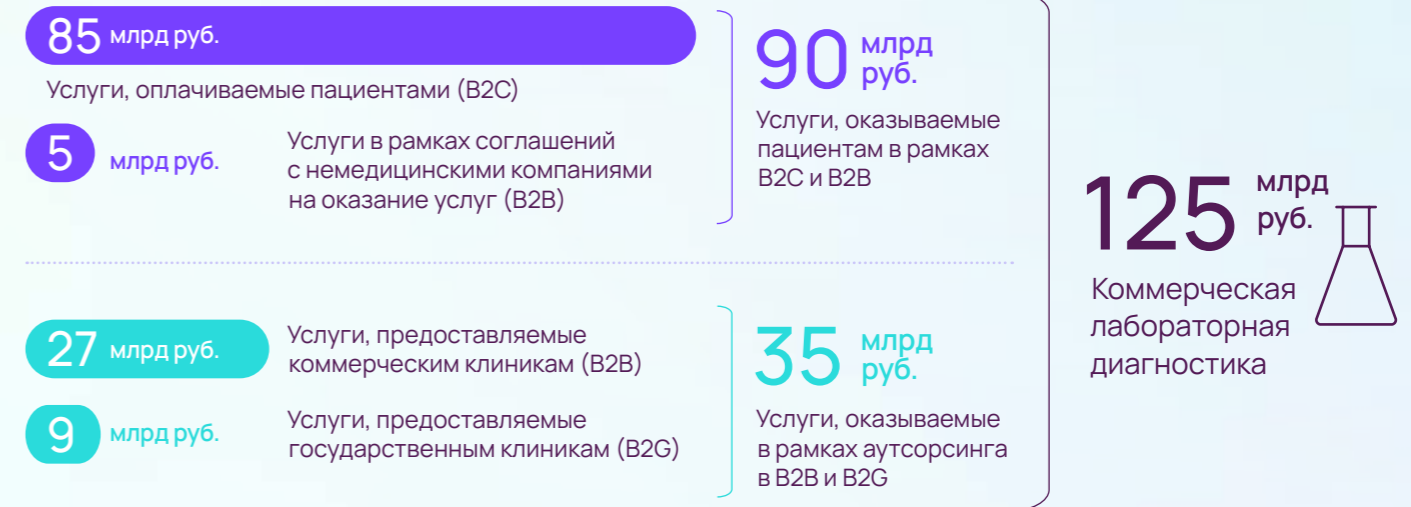 85 млрд руб.
Услуги, оплачиваемые пациентами (B2C)
5 млрд руб.
Услуги в рамках соглашений
с немедицинскими компаниями
на оказание услуг (B2B)
90 млрд
руб.
Услуги, оказываемые
пациентам в рамках
B2C и B2B
27 млрд руб.
Услуги, предоставляемые
коммерческим клиникам (B2B)
9 млрд руб.
Услуги, предоставляемые
государственным клиникам (B2G)
35 млрд
руб.
Услуги, оказываемые
в рамках аутсорсинга
в B2B и B2G
125 млрд
руб.
Коммерческая
лабораторная
диагностика